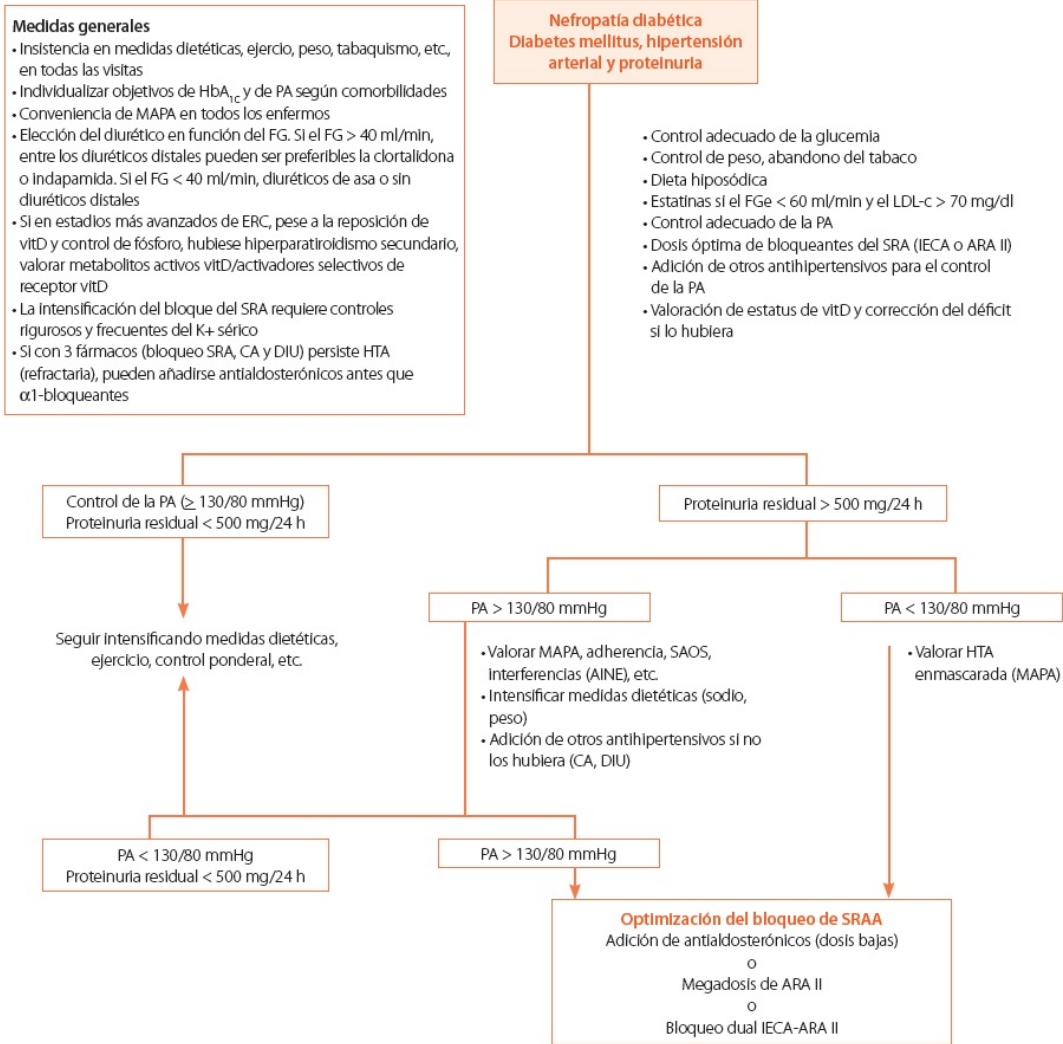 Medidas generales
• Insistencia en medidas dietéticas, ejercio, peso, tabaquismo, etc.,
en todas las visitas
• Individualizar objetivos de HbA1c y de PA según comorbilidades
• Conveniencia de MAPA en todos los enfermos
• Elección del diurético en función del FG. Si el FG > 40 ml/min,
entre los diuréticos distales pueden ser preferibles la clortalidona
o indapamida. Si el FG < 40 ml/min, diuréticos de asa o sin
diuréticos distales
• Si en estadios más avanzados de ERC, pese a la reposición de
vitD y control de fósforo, hubiese hiperparatiroidismo secundario,
valorar metabolitos activos vitD/activadores selectivos de
receptor vitD
• La intensificación del bloque del SRA requiere controles
rigurosos y frecuentes del K+ sérico
• Si con 3 fármacos (bloqueo SRA, CA y DIU) persiste HTA
(refractaria), pueden añadirse antialdosterónicos antes que
α1-bloqueantes
Nefropatía diabética
Diabetes mellitus, hipertensión
arterial y proteinuria
• Control adecuado de la glucemia
• Control de peso, abandono del tabaco
• Dieta hiposódica
• Estatinas si el FGe < 60 ml/min y el LDL-c > 70 mg/dl
• Control adecuado de la PA
• Dosis óptima de bloqueantes del SRA (IECA o ARA II)
• Adición de otros antihipertensivos para el control
de la PA
• Valoración de estatus de vitD y corrección del déficit
si lo hubiera
Control de la PA (≥ 130/80 mmHg)
Proteinuria residual < 500 mg/24 h
Proteinuria residual > 500 mg/24 h
PA > 130/80 mmHg
PA < 130/80 mmHg
Seguir intensificando medidas dietéticas,
ejercicio, control ponderal, etc.
• Valorar MAPA, adherencia, SAOS,
interferencias (AINE), etc.
• Intensificar medidas dietéticas (sodio,
peso)
• Adición de otros antihipertensivos si no
los hubiera (CA, DIU)
• Valorar HTA
enmascarada (MAPA)
PA < 130/80 mmHg
Proteinuria residual < 500 mg/24 h
PA > 130/80 mmHg
Optimización del bloqueo de SRAA
Adición de antialdosterónicos (dosis bajas)
o
Megadosis de ARA II
o
Bloqueo dual IECA-ARA II